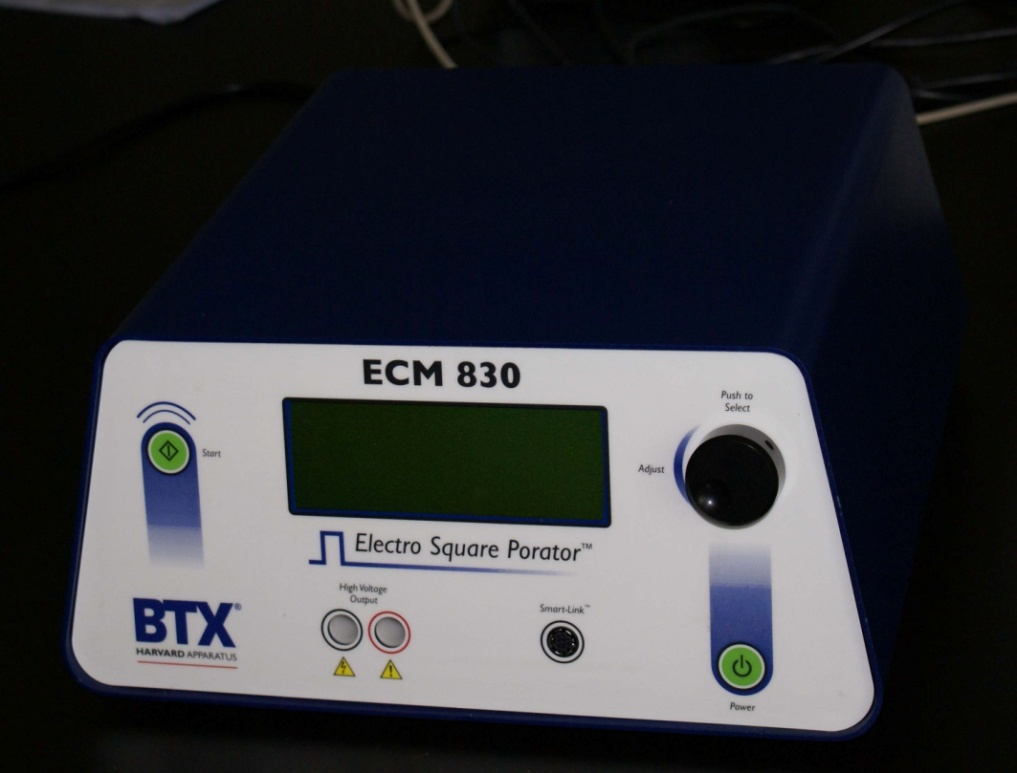 ECM 830
Push to
Select
Start
Adjust
Electro Square Porator™
High Voltage
Output
Smart-Link™
BTX®
HARVARD APPARATUS
Power